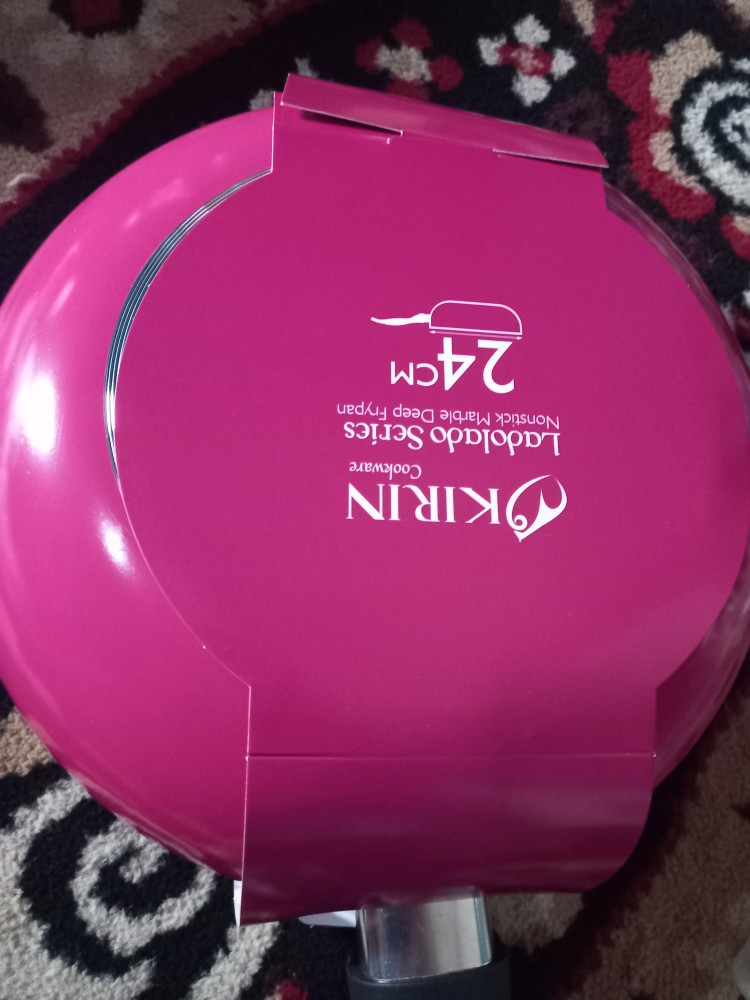 KIRIN
Cookware
Ladolado Series
Nonstick Marble Deep Frypan
24CM